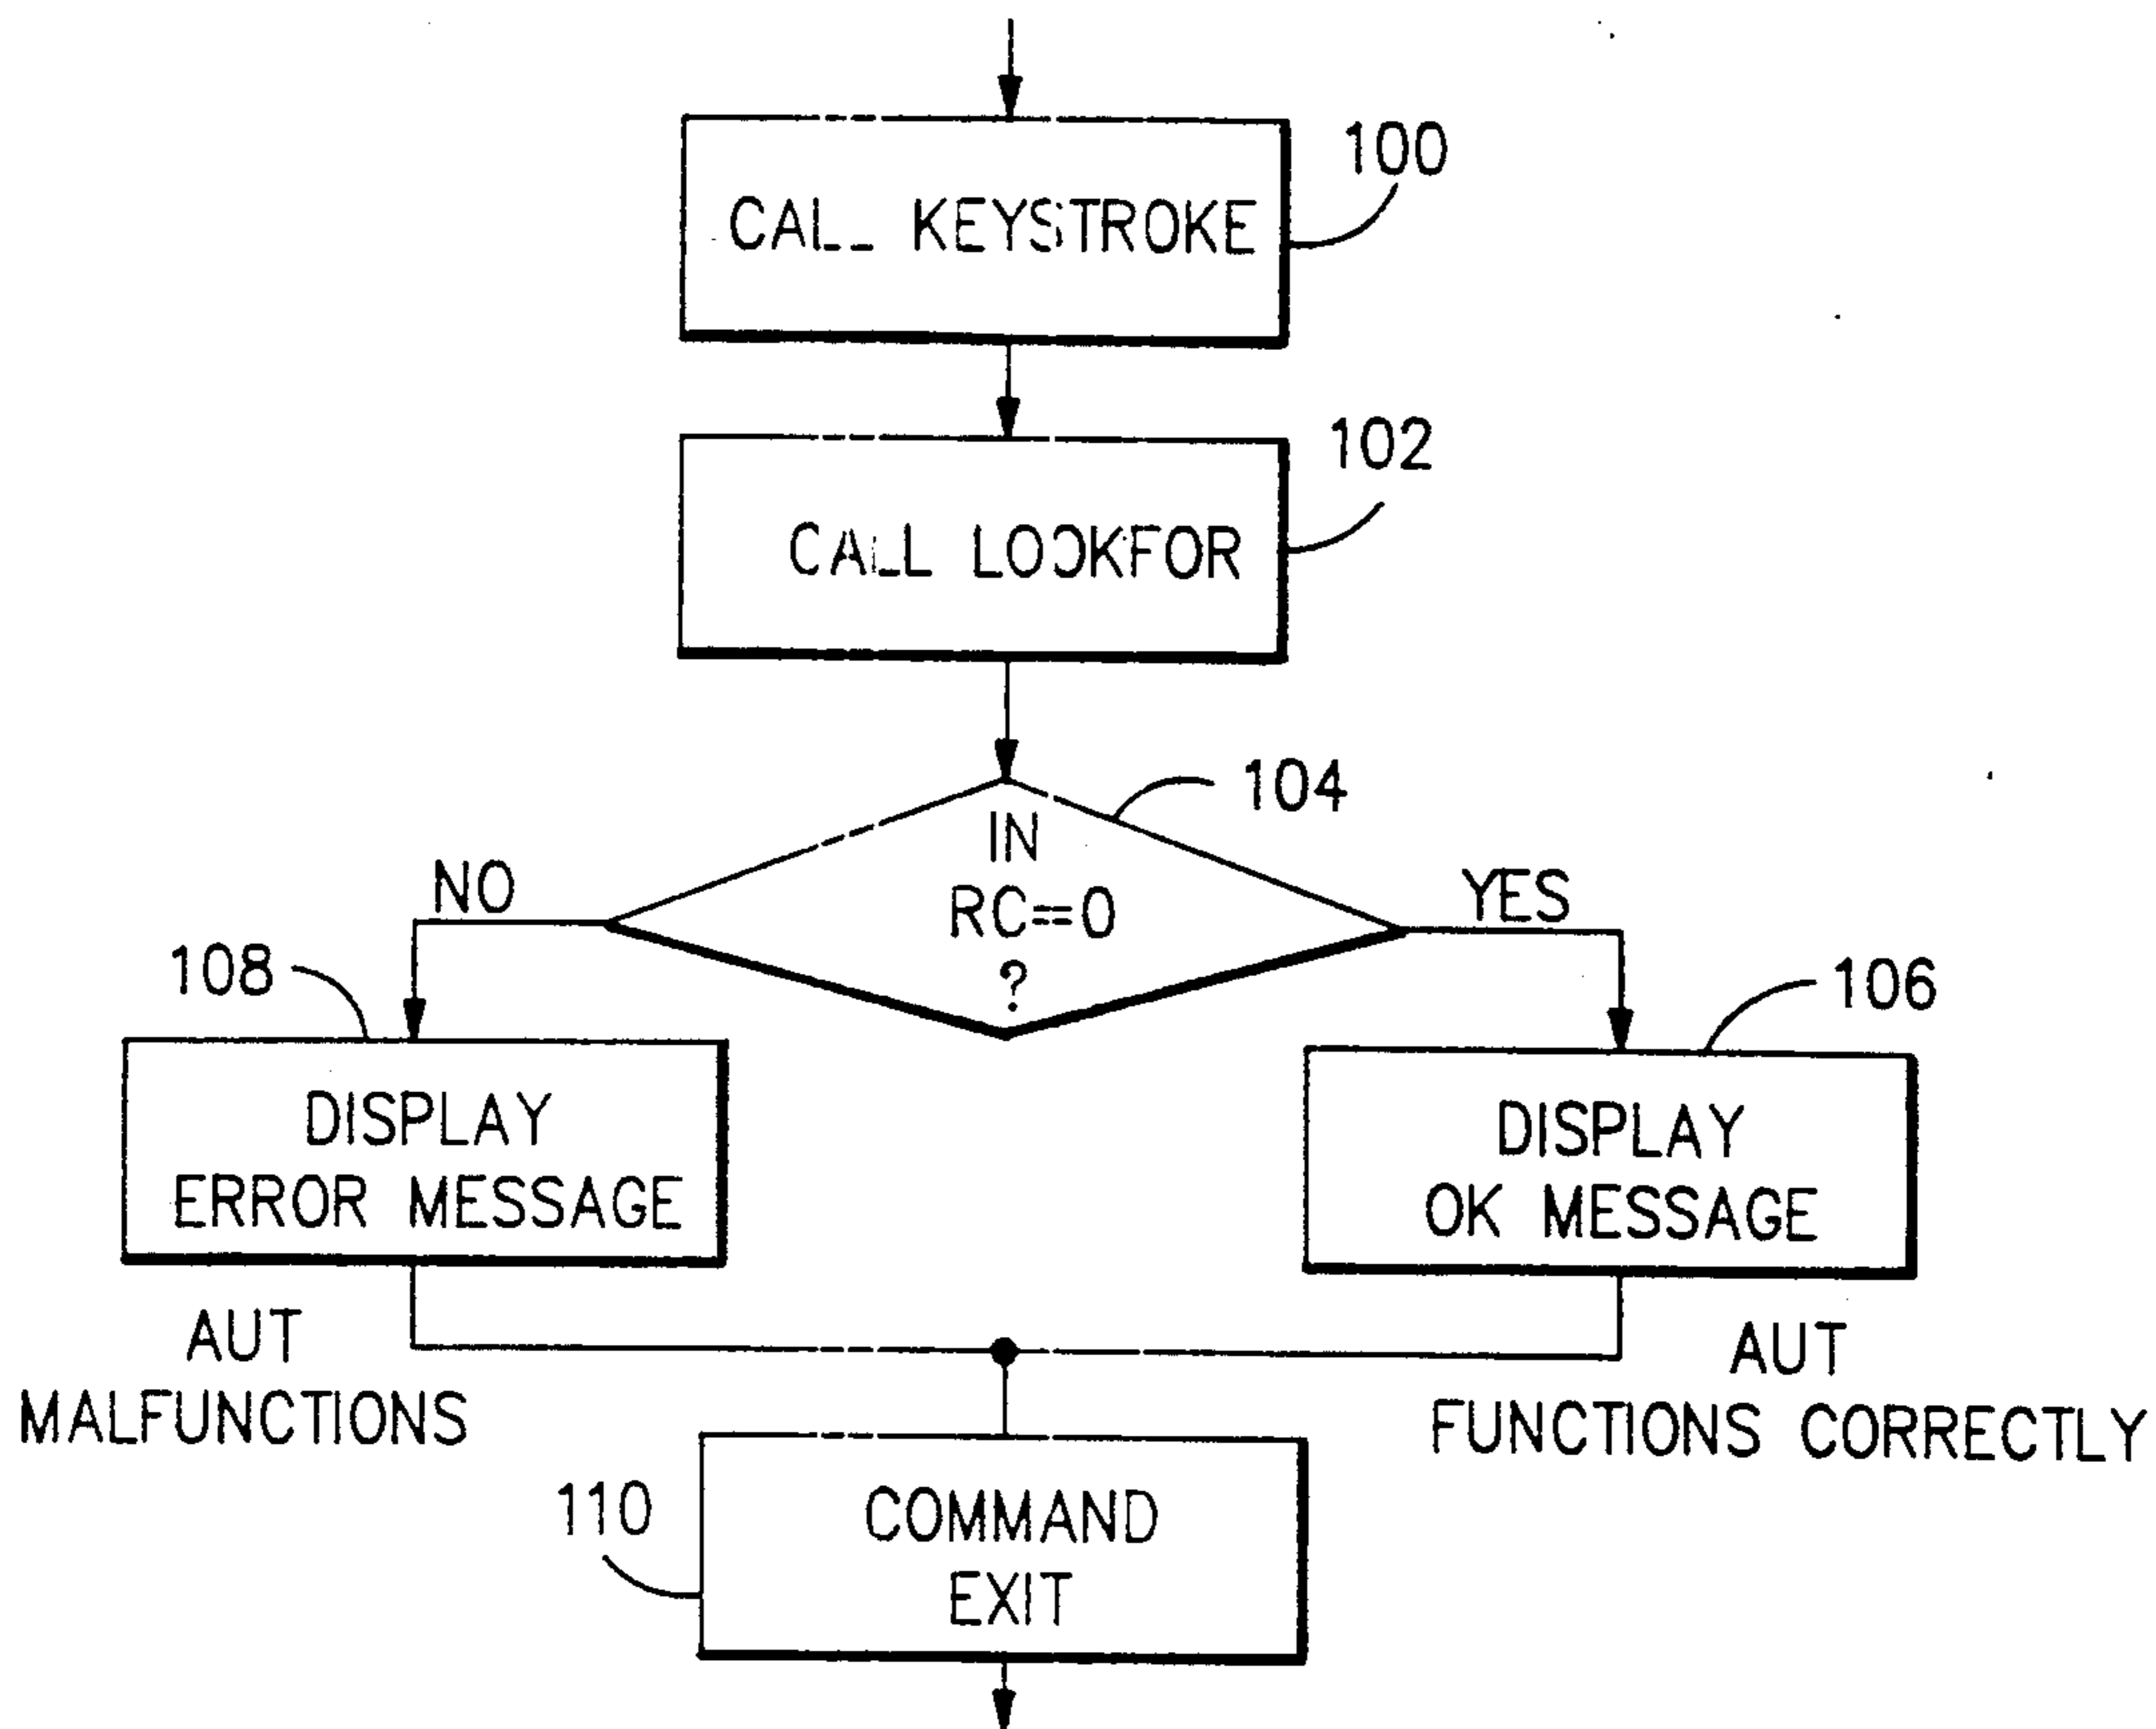 100
CALL KEYSTROKE
102
CALL LOOKFOR
104
IN
RC==0
?
NO
YES
108
106
DISPLAY
ERROR MESSAGE
DISPLAY
OK MESSAGE
AUT
MALFUNCTIONS
AUT
FUNCTIONS CORRECTLY
110
COMMAND
EXIT